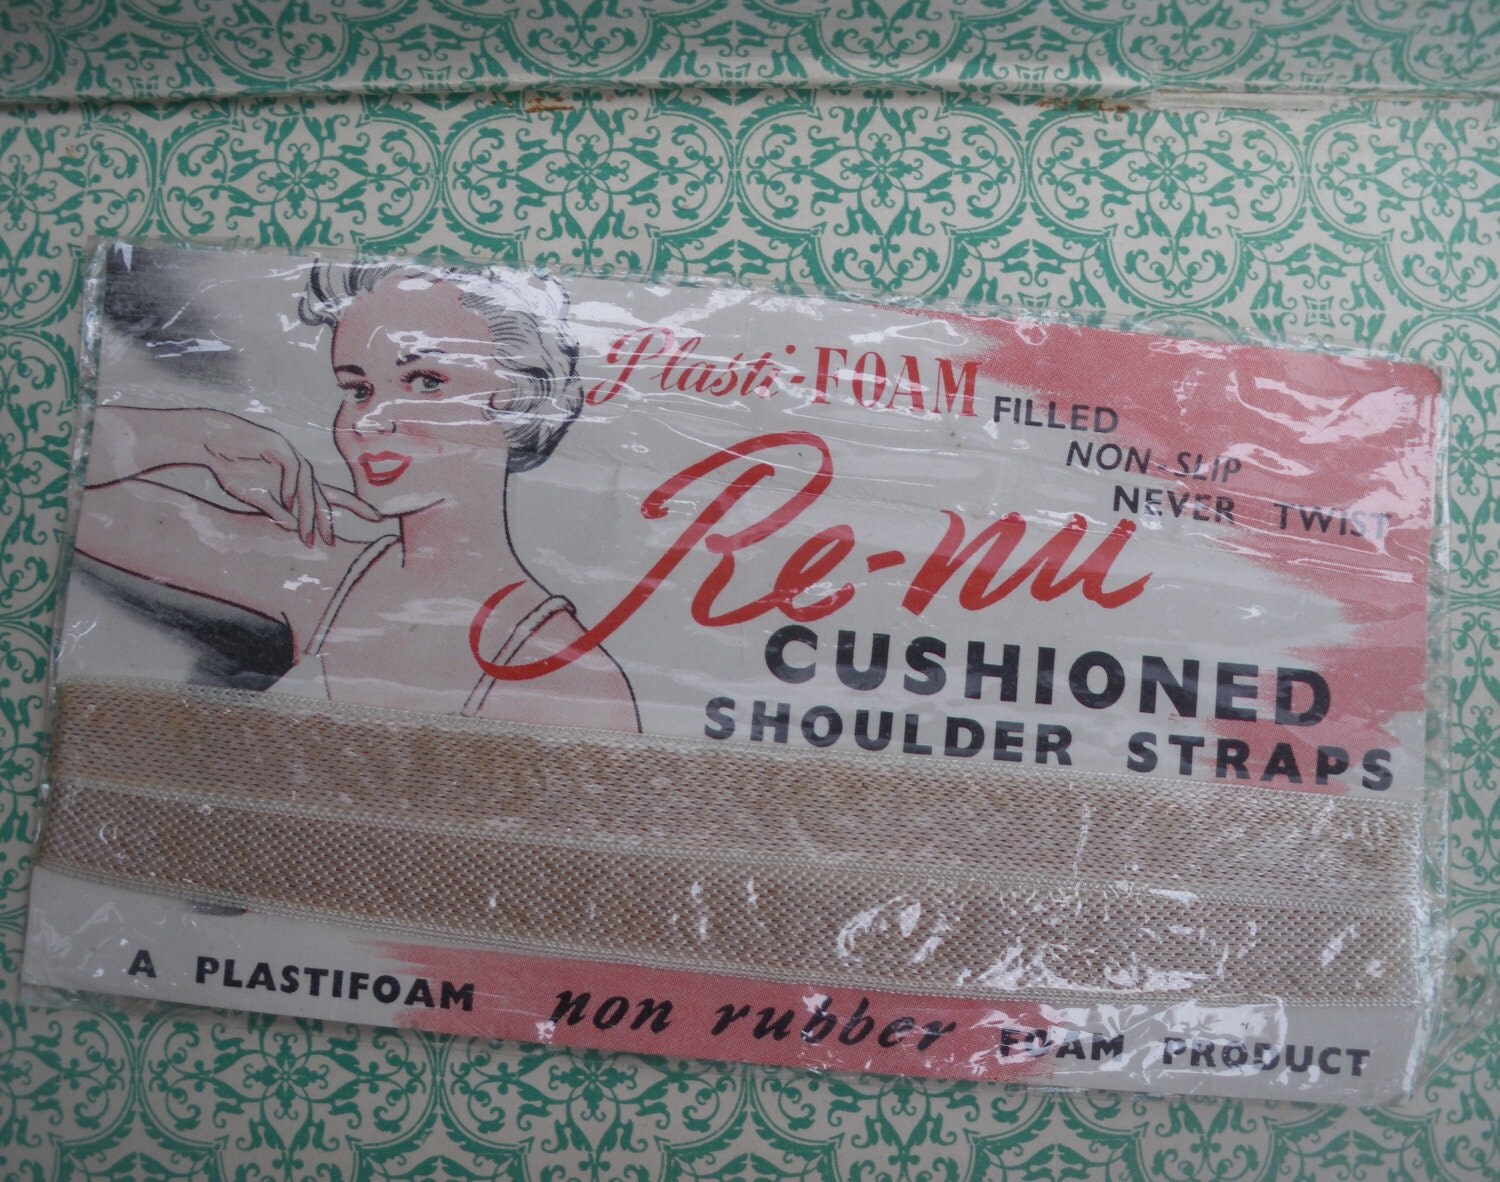 Plasti-FOAM FILLED
NON-SLIP
NEVER TWIST
Re-nu
CUSHIONED
SHOULDER STRAPS
A PLASTIFOAM non rubber FOAM PRODUCT